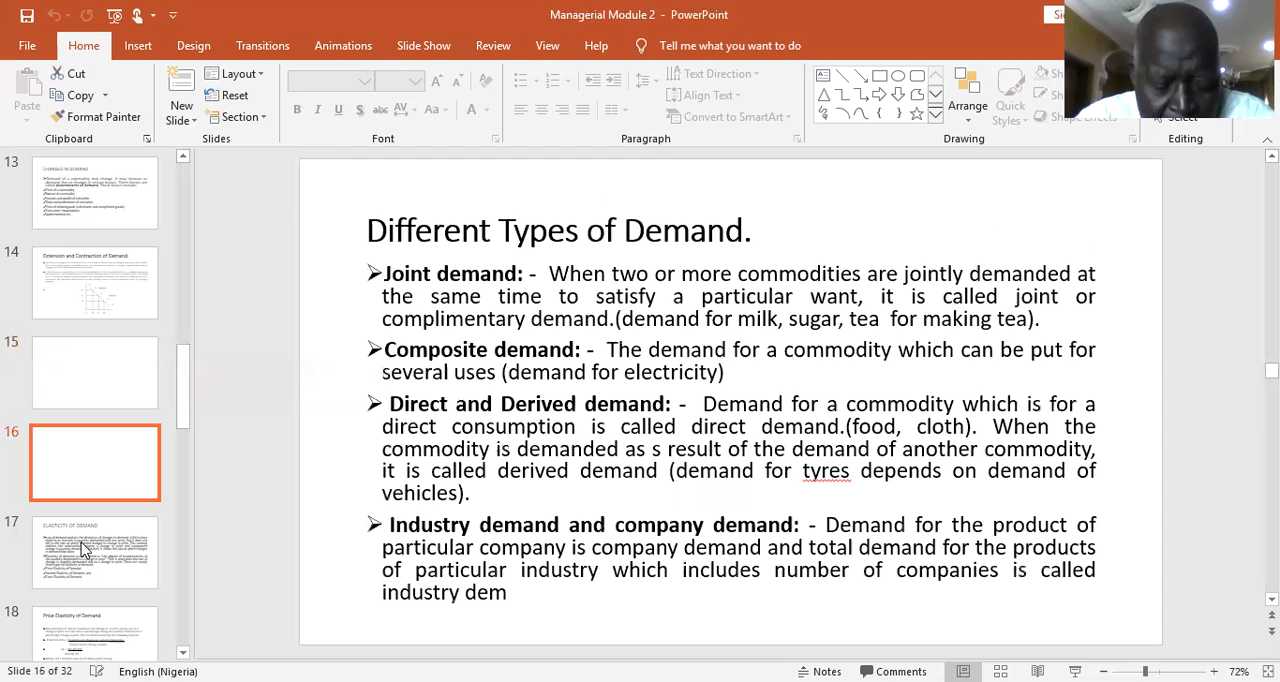 Managerial Module 2 - PowerPoint
File Home Insert Design Transitions Animations Slide Show Review View Help Tell me what you want to do
Paste Cut Copy Format Painter
New Slide Layout Reset Section
B I U S abc AV Aa A
Text Direction
Align Text
Convert to SmartArt
Arrange Quick Styles
Clipboard Slides Font Paragraph Drawing Editing
13
CHANGES IN DEMAND
14
Extension and Contraction of Demand.
15
16
17
ELASTICITY OF DEMAND
18
Price Elasticity of Demand
Different Types of Demand.
➢Joint demand: - When two or more commodities are jointly demanded at
the same time to satisfy a particular want, it is called joint or
complimentary demand.(demand for milk, sugar, tea for making tea).
➢Composite demand: - The demand for a commodity which can be put for
several uses (demand for electricity)
➢ Direct and Derived demand: - Demand for a commodity which is for a
direct consumption is called direct demand.(food, cloth). When the
commodity is demanded as s result of the demand of another commodity,
it is called derived demand (demand for tyres depends on demand of
vehicles).
➢ Industry demand and company demand: - Demand for the product of
particular company is company demand and total demand for the products
of particular industry which includes number of companies is called
industry dem
Slide 16 of 32 English (Nigeria) Notes Comments 72%